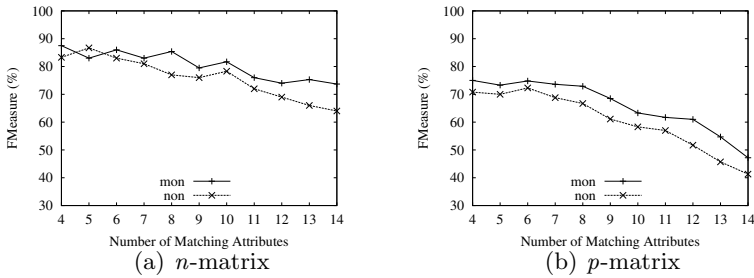 100
90
80
70
60
50
40
30
4 5 6 7 8 9 10 11 12 13 14
FMeasure (%)
Number of Matching Attributes
mon
non
(a) n-matrix
100
90
80
70
60
50
40
30
4 5 6 7 8 9 10 11 12 13 14
FMeasure (%)
Number of Matching Attributes
mon
non
(b) p-matrix